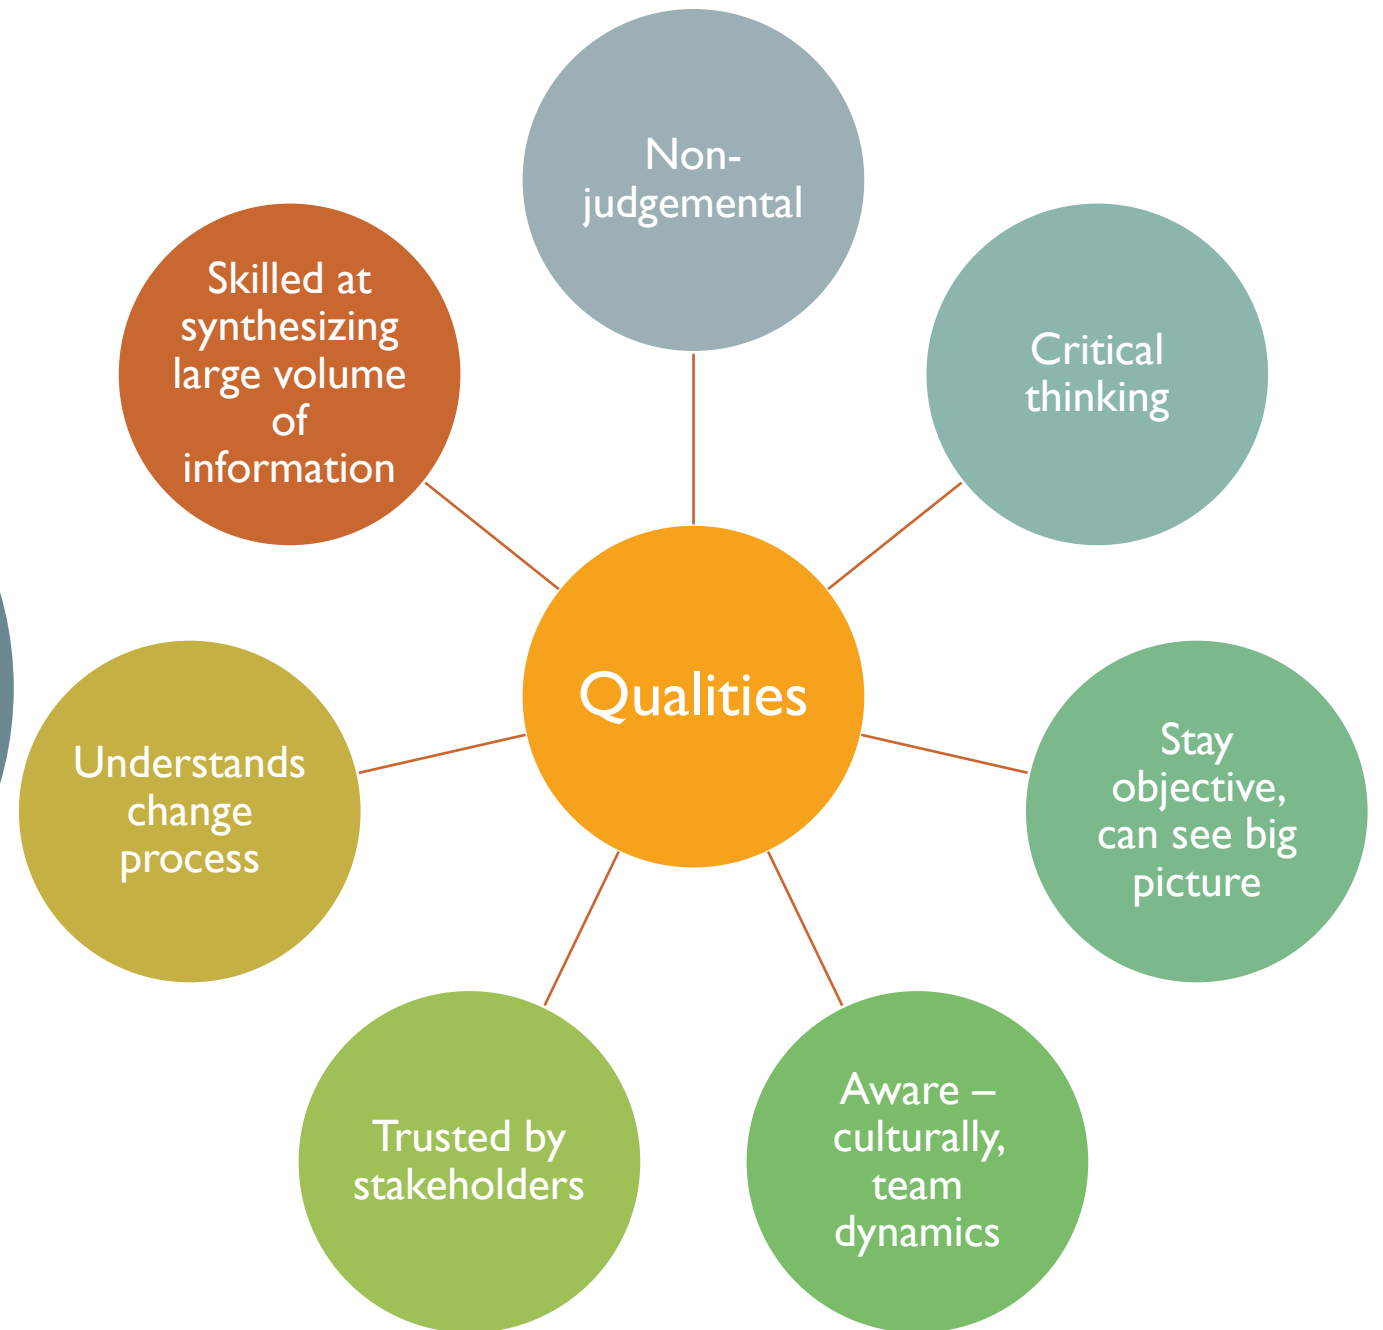 Non-
judgemental
Critical
thinking
Stay
objective,
can see big
picture
Aware –
culturally,
team
dynamics
Trusted by
stakeholders
Understands
change
process
Skilled at
synthesizing
large volume
of
information
Qualities